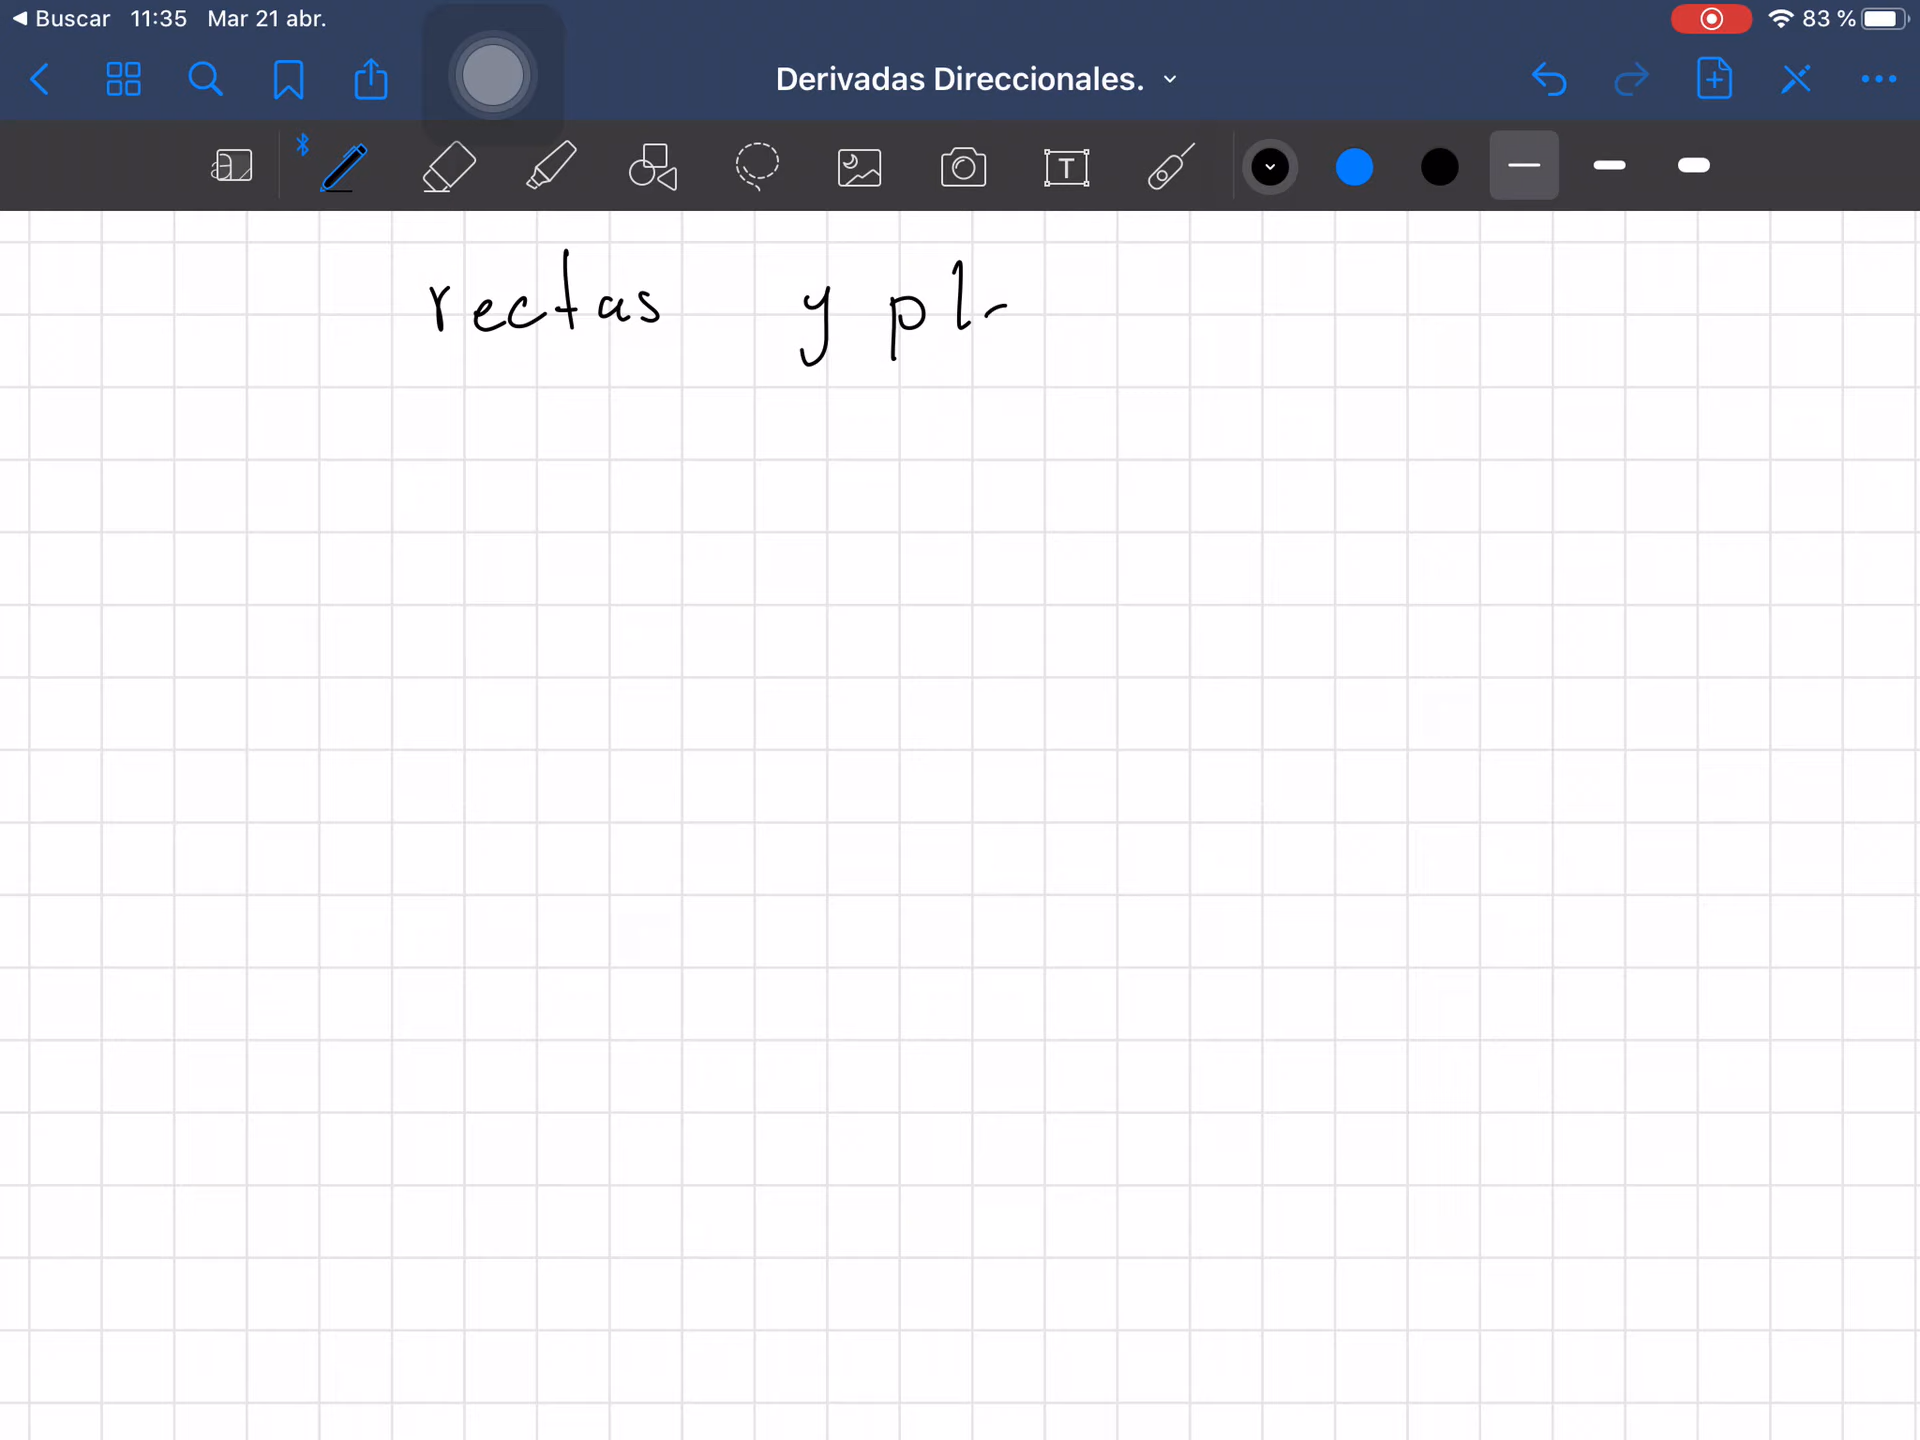 Buscar 11:35 Mar 21 abr. 83 %
Derivadas Direccionales.
T
rectas y pl